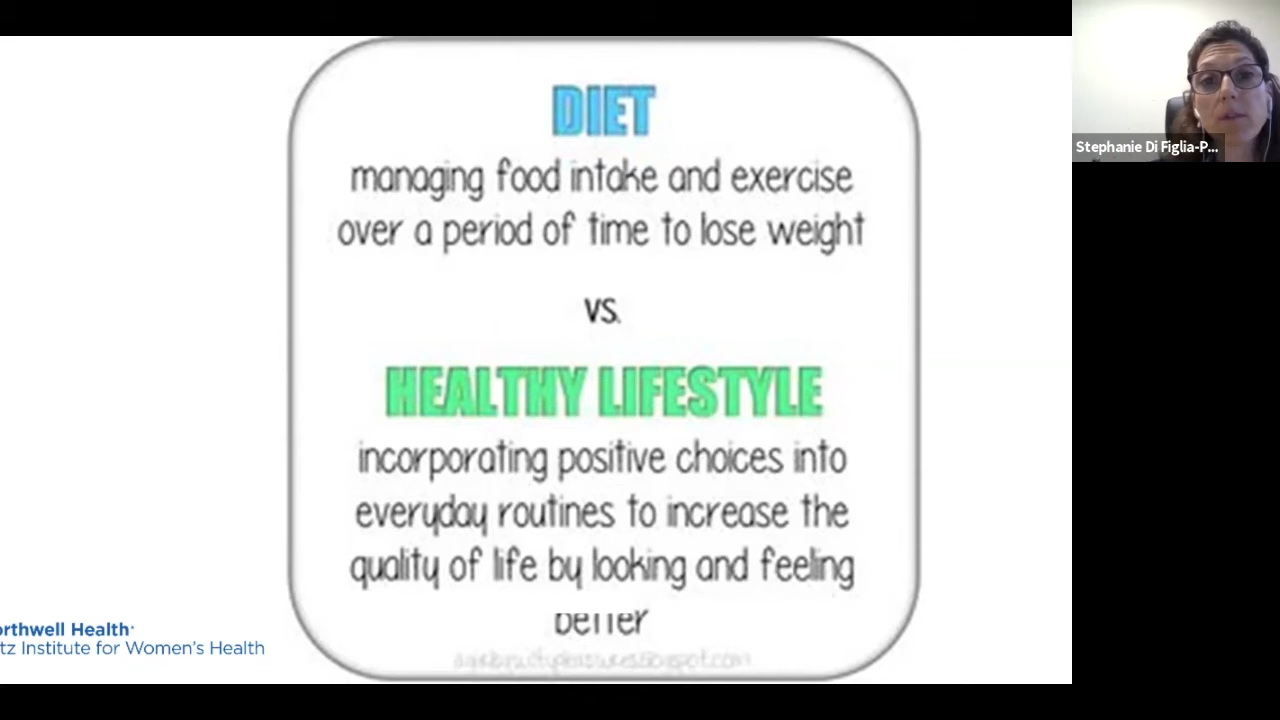 DIET
managing food intake and exercise
over a period of time to lose weight
vs.
HEALTHY LIFESTYLE
incorporating positive choices into
everyday routines to increase the
quality of life by looking and feeling
better
orthwell Health
tz Institute for Women's Health
Stephanie Di Figlia-P...